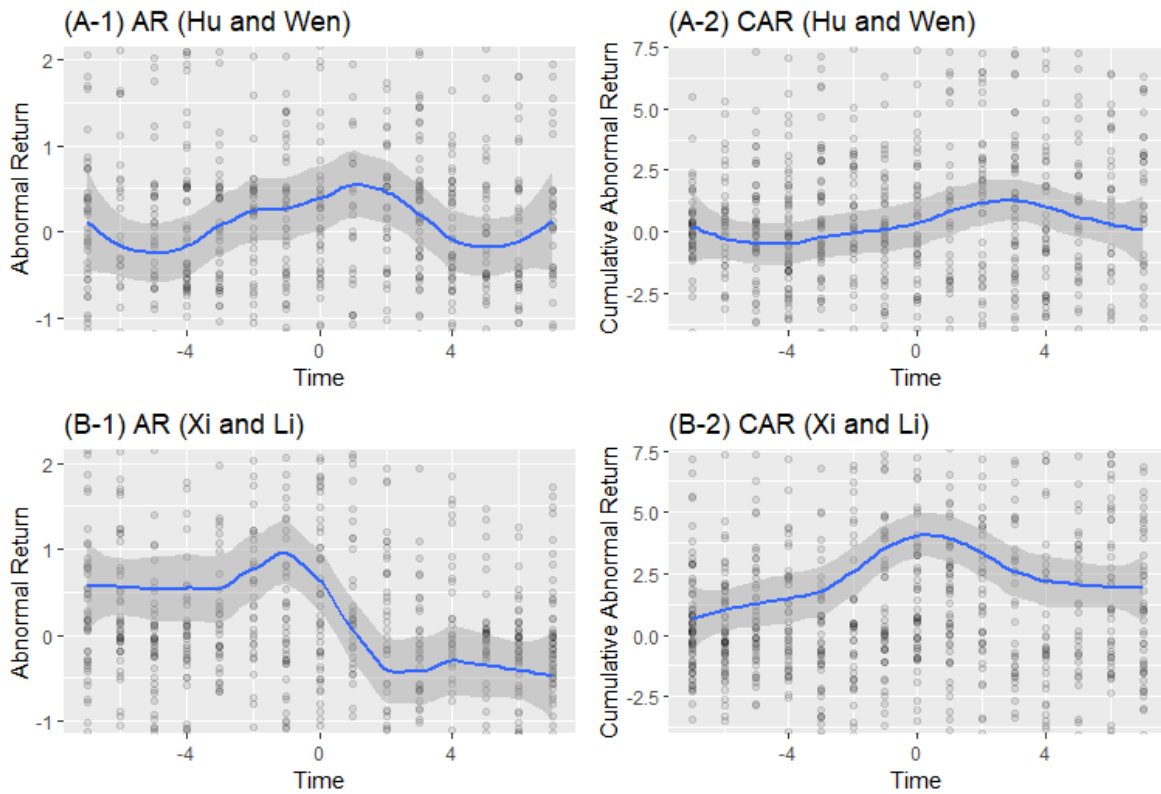 (A-1) AR (Hu and Wen)
Abnormal Return
2
1
0
-1
-4
0
4
Time
(A-2) CAR (Hu and Wen)
Cumulative Abnormal Return
7.5
5.0
2.5
0.0
-2.5
-4
0
4
Time
(B-1) AR (Xi and Li)
Abnormal Return
2
1
0
-1
-4
0
4
Time
(B-2) CAR (Xi and Li)
Cumulative Abnormal Return
7.5
5.0
2.5
0.0
-2.5
-4
0
4
Time